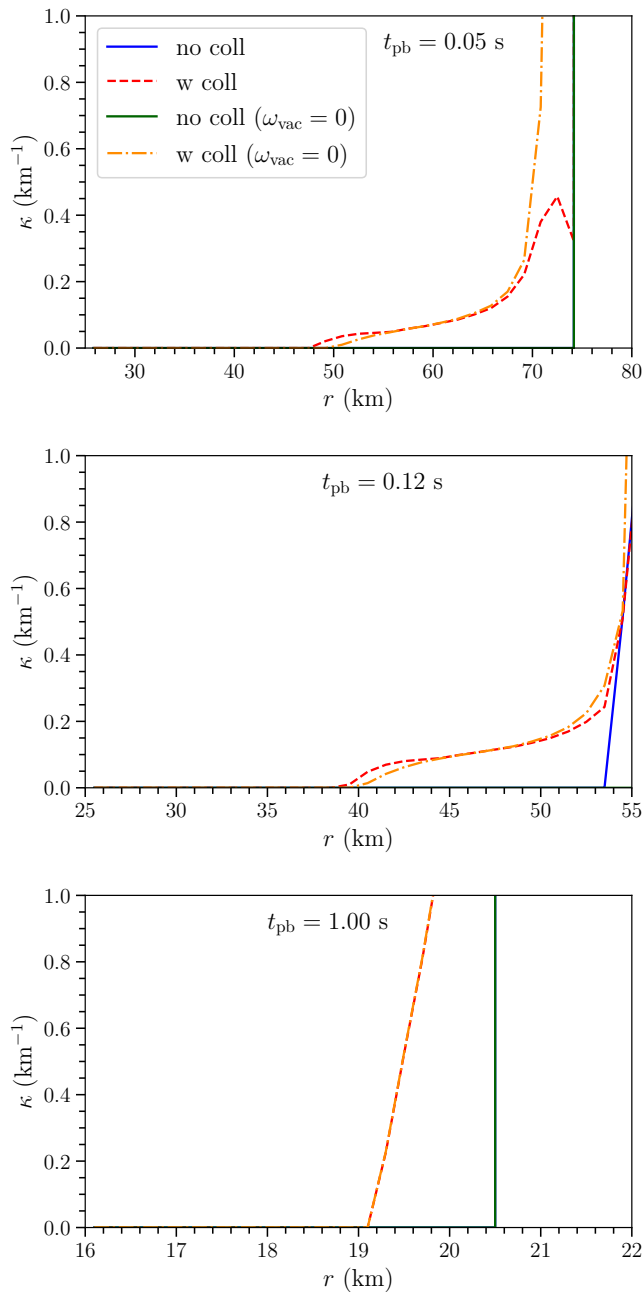 t_pb = 0.05 s
no coll
w coll
no coll (ω_vac = 0)
w coll (ω_vac = 0)
κ (km⁻¹)
1.0
0.8
0.6
0.4
0.2
0.0
30 40 50 60 70 80
r (km)
t_pb = 0.12 s
κ (km⁻¹)
1.0
0.8
0.6
0.4
0.2
0.0
25 30 35 40 45 50 55
r (km)
t_pb = 1.00 s
κ (km⁻¹)
1.0
0.8
0.6
0.4
0.2
0.0
16 17 18 19 20 21 22
r (km)